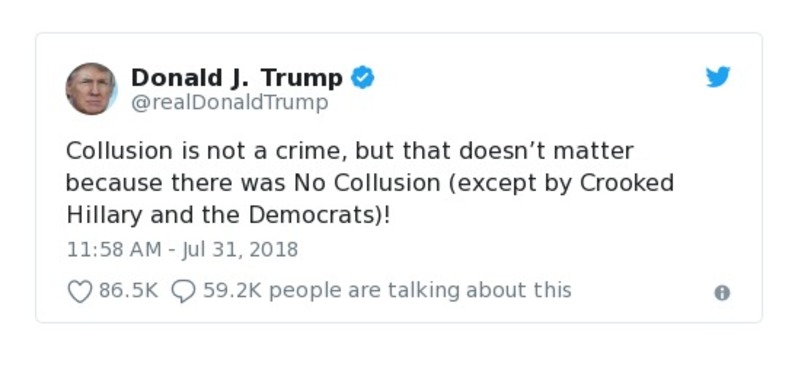 Donald J. Trump
@realDonaldTrump
Collusion is not a crime, but that doesn’t matter
because there was No Collusion (except by Crooked
Hillary and the Democrats)!
11:58 AM - Jul 31, 2018
86.5K 59.2K people are talking about this